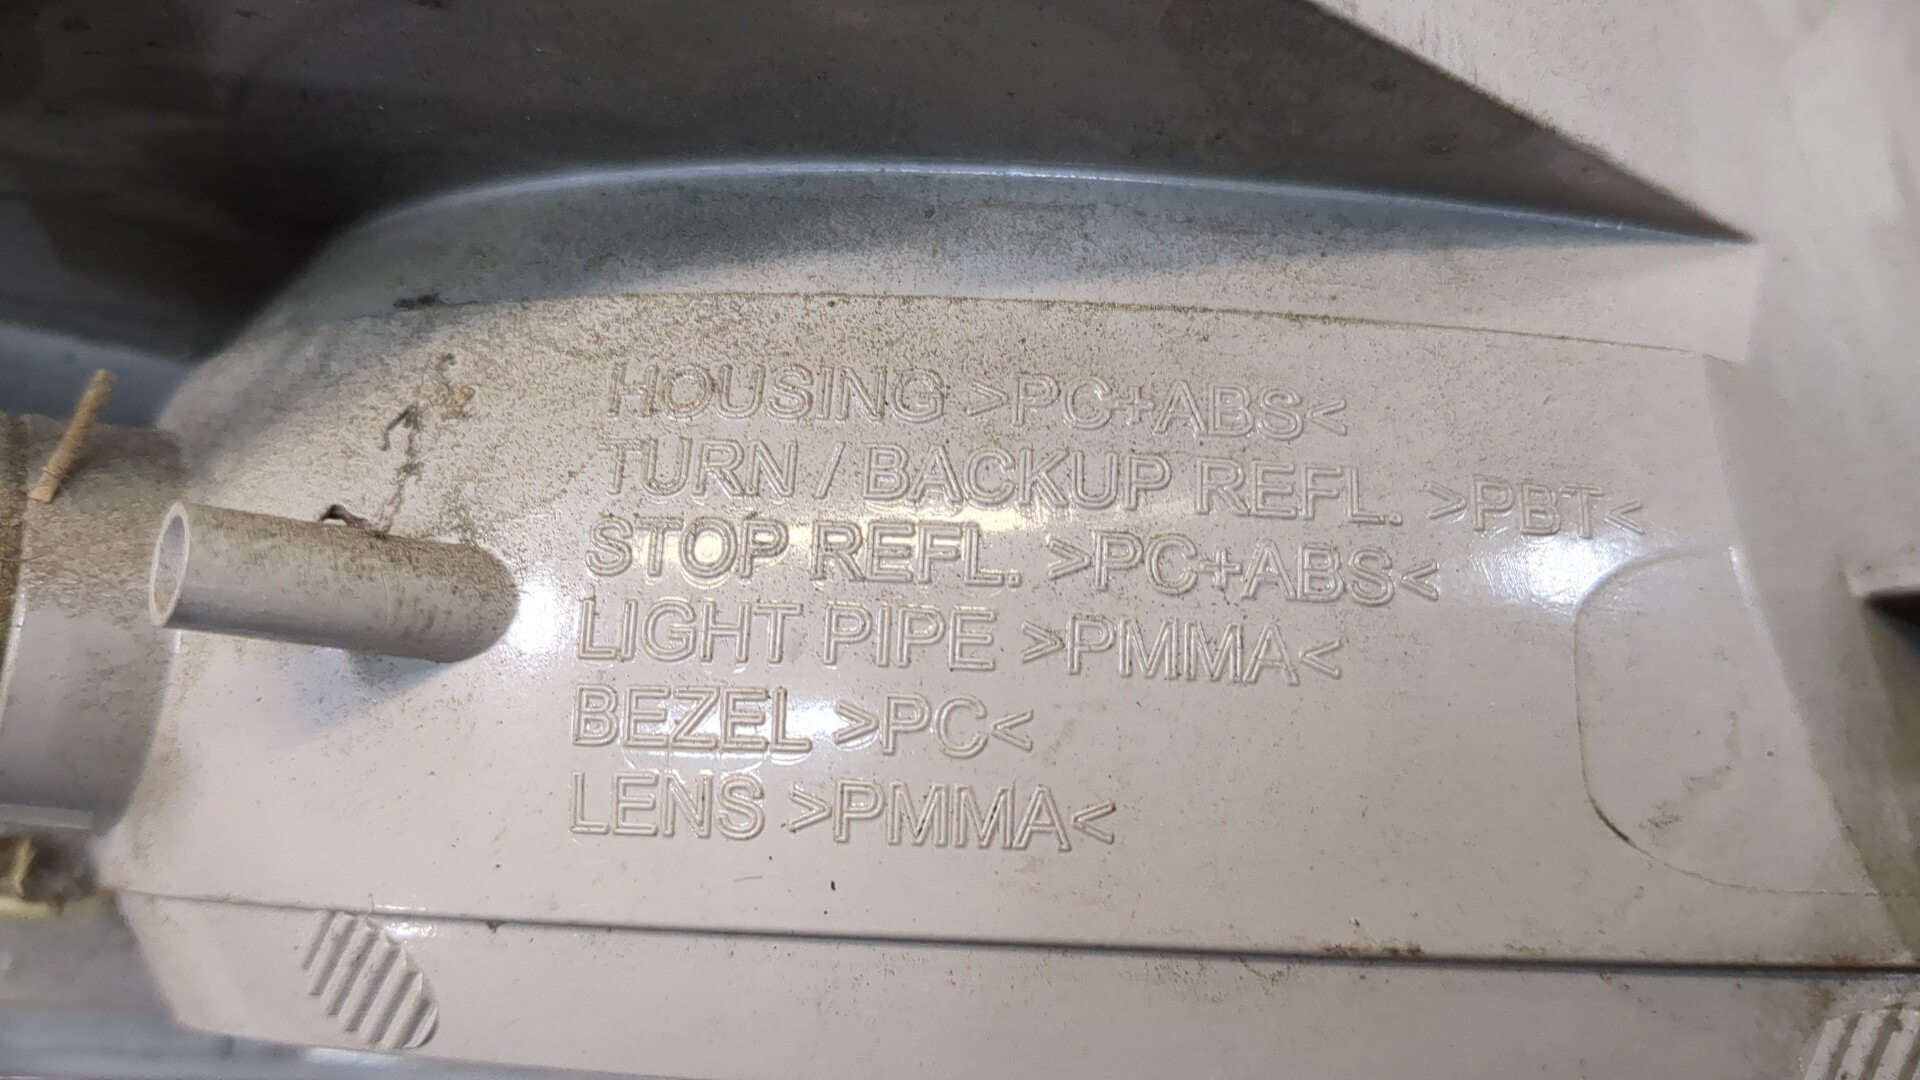 HOUSING >PC+ABS<
TURN / BACKUP REFL. >PBT<
STOP REFL. >PC+ABS<
LIGHT PIPE >PMMA<
BEZEL >PC<
LENS >PMMA<